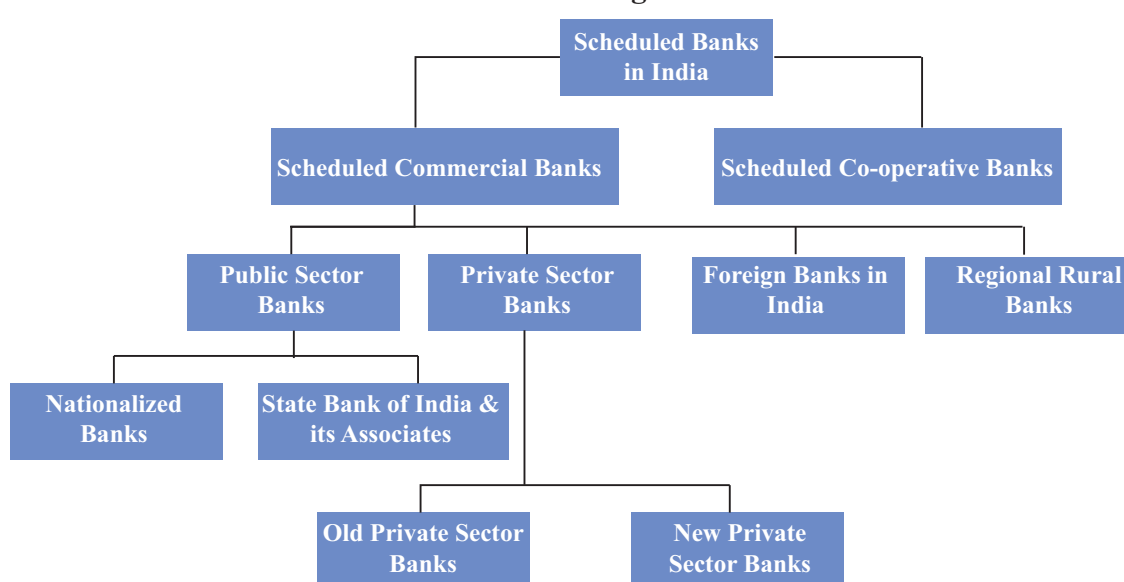 Scheduled Banks
in India
Scheduled Commercial Banks
Scheduled Co-operative Banks
Public Sector
Banks
Private Sector
Banks
Foreign Banks in
India
Regional Rural
Banks
Nationalized
Banks
State Bank of India &
its Associates
Old Private Sector
Banks
New Private
Sector Banks